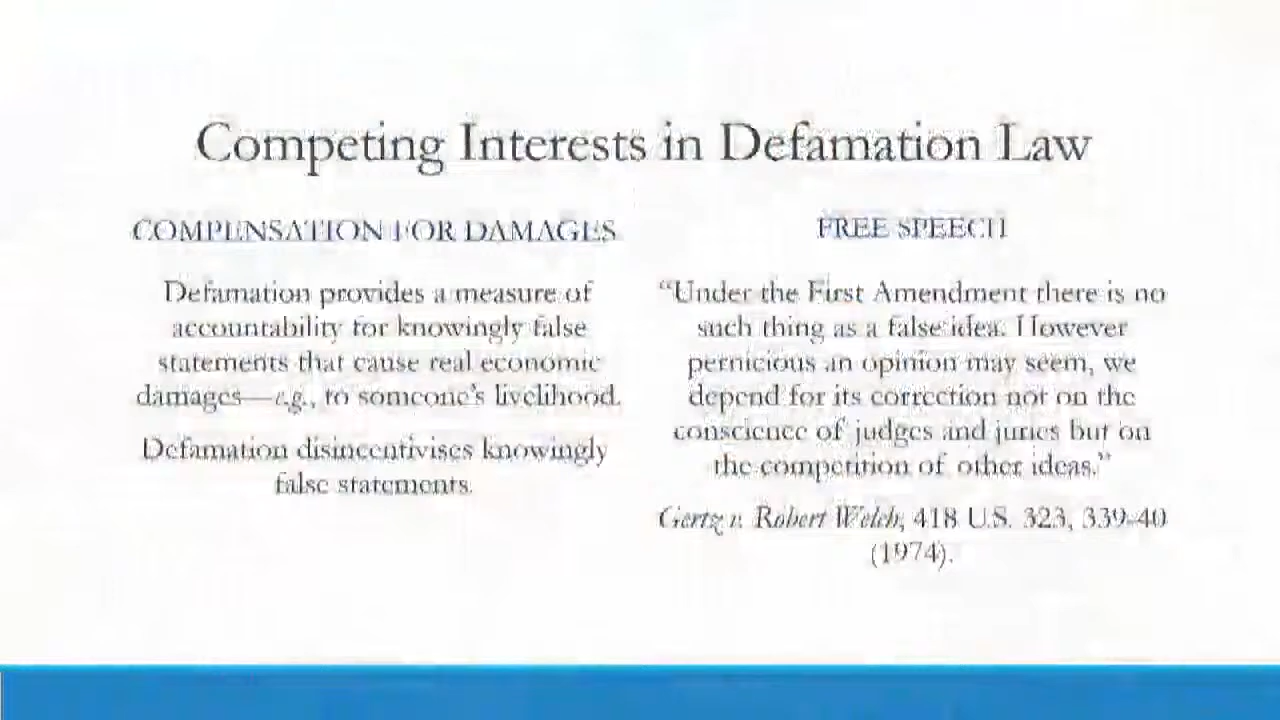 Competing Interests in Defamation Law
COMPENSATION FOR DAMAGES
Defamation provides a measure of
accountability for knowingly false
statements that cause real economic
damages—e.g., to someone's livelihood.
Defamation disincentivises knowingly
false statements.
FREE SPEECH
“Under the First Amendment there is no
such thing as a false idea. However
pernicious an opinion may seem, we
depend for its correction not on the
conscience of judges and juries but on
the competition of other ideas.”
Gertz v. Robert Welch, 418 U.S. 323, 339-40
(1974).